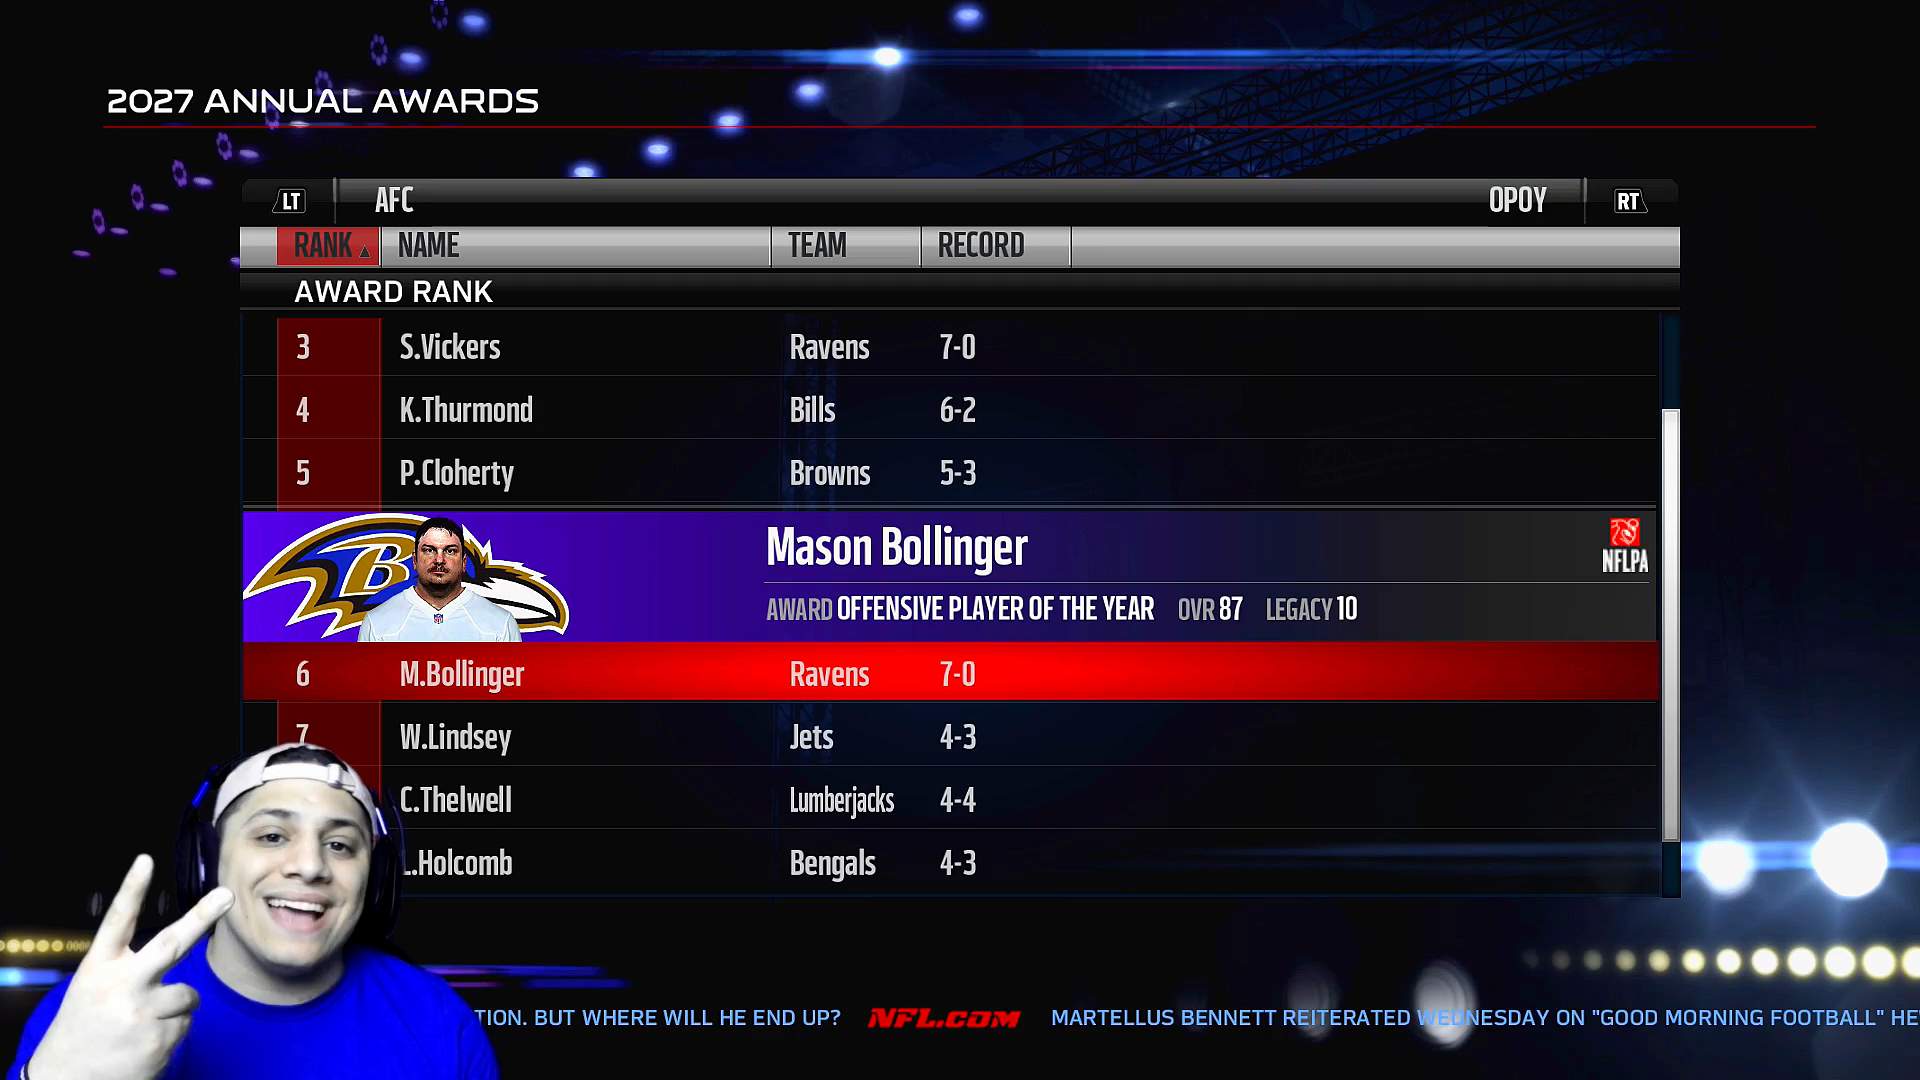 2027 ANNUAL AWARDS
LT AFC OPOY RT
RANK NAME TEAM RECORD
AWARD RANK
3 S.Vickers Ravens 7-0
4 K.Thurmond Bills 6-2
5 P.Cloherty Browns 5-3
B
Mason Bollinger
NFLPA
AWARD OFFENSIVE PLAYER OF THE YEAR OVR 87 LEGACY 10
6 M.Bollinger Ravens 7-0
7 W.Lindsey Jets 4-3
C.Thelwell Lumberjacks 4-4
.Holcomb Bengals 4-3
TION. BUT WHERE WILL HE END UP? NFL.COM MARTELLUS BENNETT REITERATED WEDNESDAY ON "GOOD MORNING FOOTBALL" HE